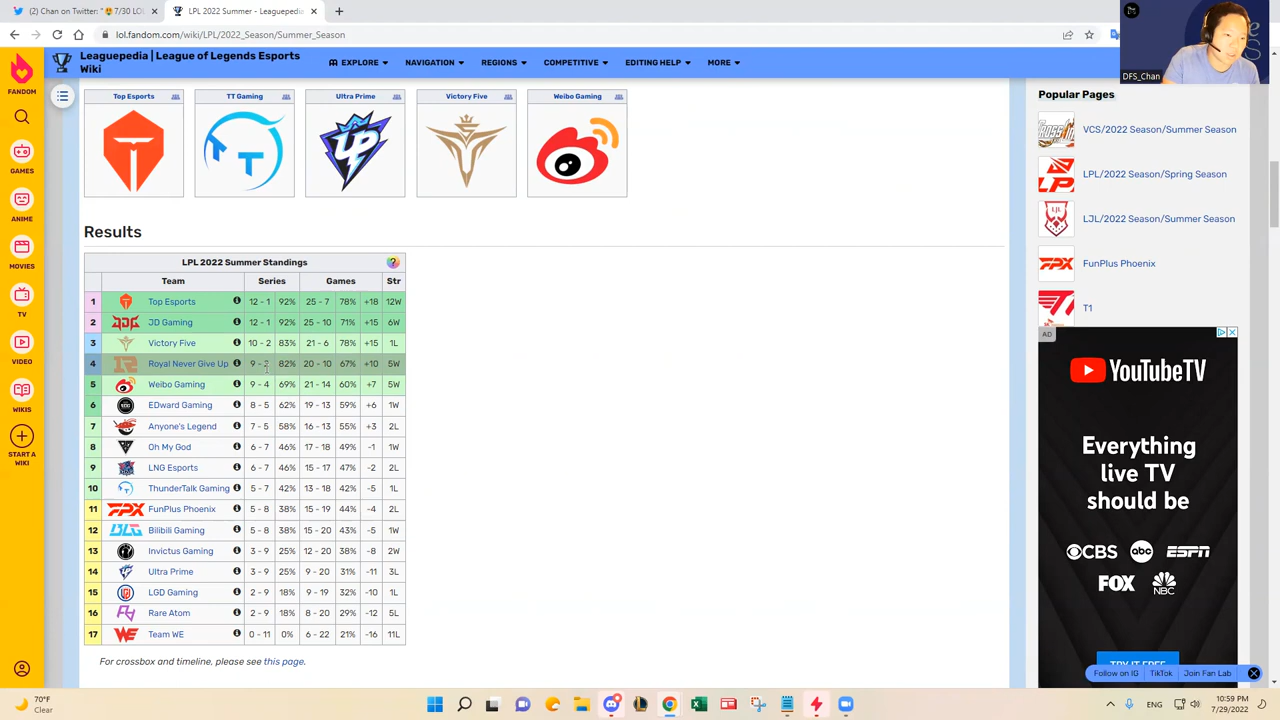 (2) Chan on Twitter: "😲7/30 LOL
LPL 2022 Summer Season - Leag
lol.fandom.com/wiki/LPL/2022_Season/Summer_Season
DFS_Chan
FANDOM
GAMES
ANIME
MOVIES
TV
VIDEO
WIKIS
START A
WIKI
Leaguepedia | League of Legends Esports
Wiki
EXPLORE NAVIGATION REGIONS COMPETITIVE EDITING HELP MORE
Top Esports TT Gaming Ultra Prime Victory Five Weibo Gaming
Results
LPL 2022 Summer Standings
Team Series Games Str
1 Top Esports 12 - 1 92% 25 - 7 78% +18 12W
2 JD Gaming 12 - 1 92% 25 - 10 71% +15 6W
3 Victory Five 10 - 2 83% 21 - 6 78% +15 1L
4 Royal Never Give Up 9 - 2 82% 20 - 10 67% +10 5W
5 Weibo Gaming 9 - 4 69% 21 - 14 60% +7 5W
6 EDward Gaming 8 - 5 62% 19 - 13 59% +6 1W
7 Anyone's Legend 7 - 5 58% 16 - 13 55% +3 2L
8 Oh My God 6 - 7 46% 17 - 18 49% -1 1W
9 LNG Esports 6 - 7 46% 15 - 17 47% -2 2L
10 ThunderTalk Gaming 5 - 7 42% 13 - 18 42% -5 1L
11 FunPlus Phoenix 5 - 8 38% 15 - 19 44% -4 2L
12 Bilibili Gaming 5 - 8 38% 15 - 20 43% -5 1W
13 Invictus Gaming 3 - 9 25% 12 - 20 38% -8 2W
14 Ultra Prime 3 - 9 25% 9 - 20 31% -11 3L
15 LGD Gaming 2 - 9 18% 9 - 19 32% -10 1L
16 Rare Atom 2 - 9 18% 8 - 20 29% -12 5L
17 Team WE 0 - 11 0% 6 - 22 21% -16 11L
For crossbox and timeline, please see this page.
Popular Pages
VCS/2022 Season/Summer Season
LPL/2022 Season/Spring Season
LJL/2022 Season/Summer Season
FunPlus Phoenix
T1
AD
YouTubeTV
Everything
live TV
should be
CBS abc ESPN
FOX NBC
TRY IT FREE
Follow on IG TikTok Join Fan Lab
70°F
Clear
ENG
10:59 PM
7/29/2022